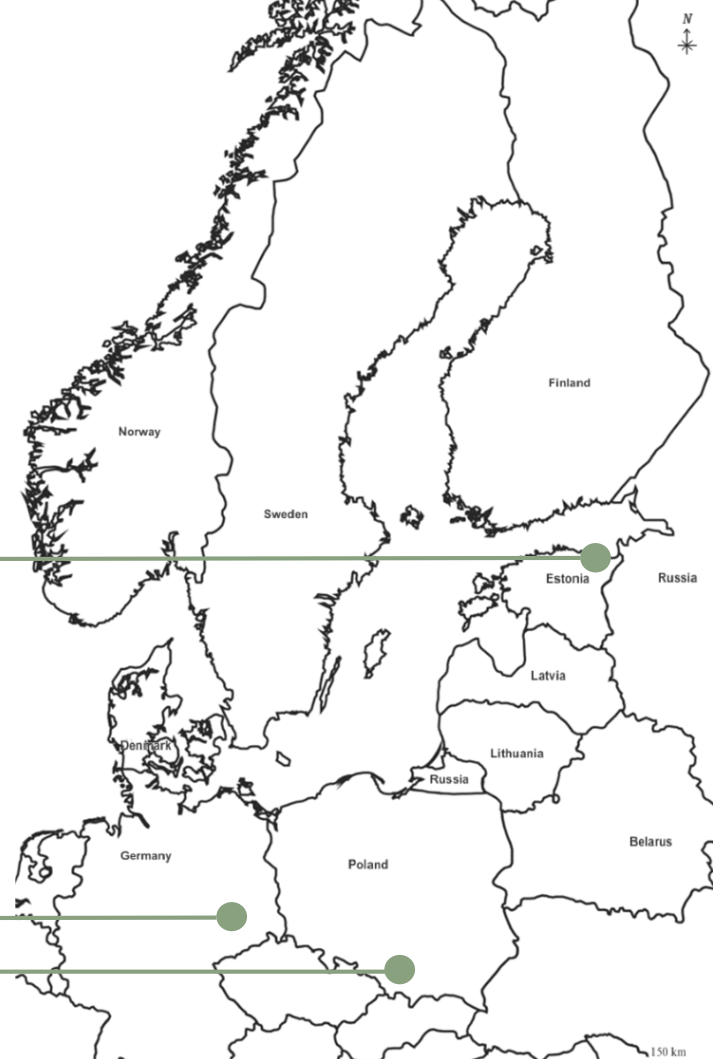 N
Finland
Norway
Sweden
Estonia
Russia
Latvia
Denmark
Lithuania
Russia
Belarus
Germany
Poland
150 km